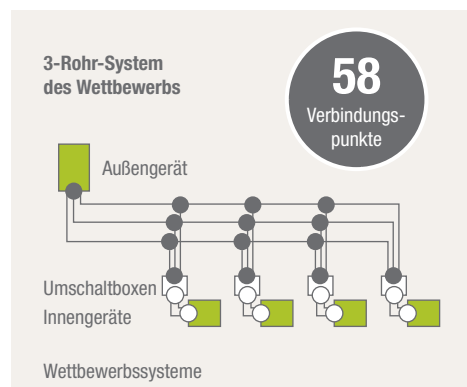 3-Rohr-System
des Wettbewerbs
58
Verbindungs-
punkte
Außengerät
Umschaltboxen
Innengeräte
Wettbewerbssysteme